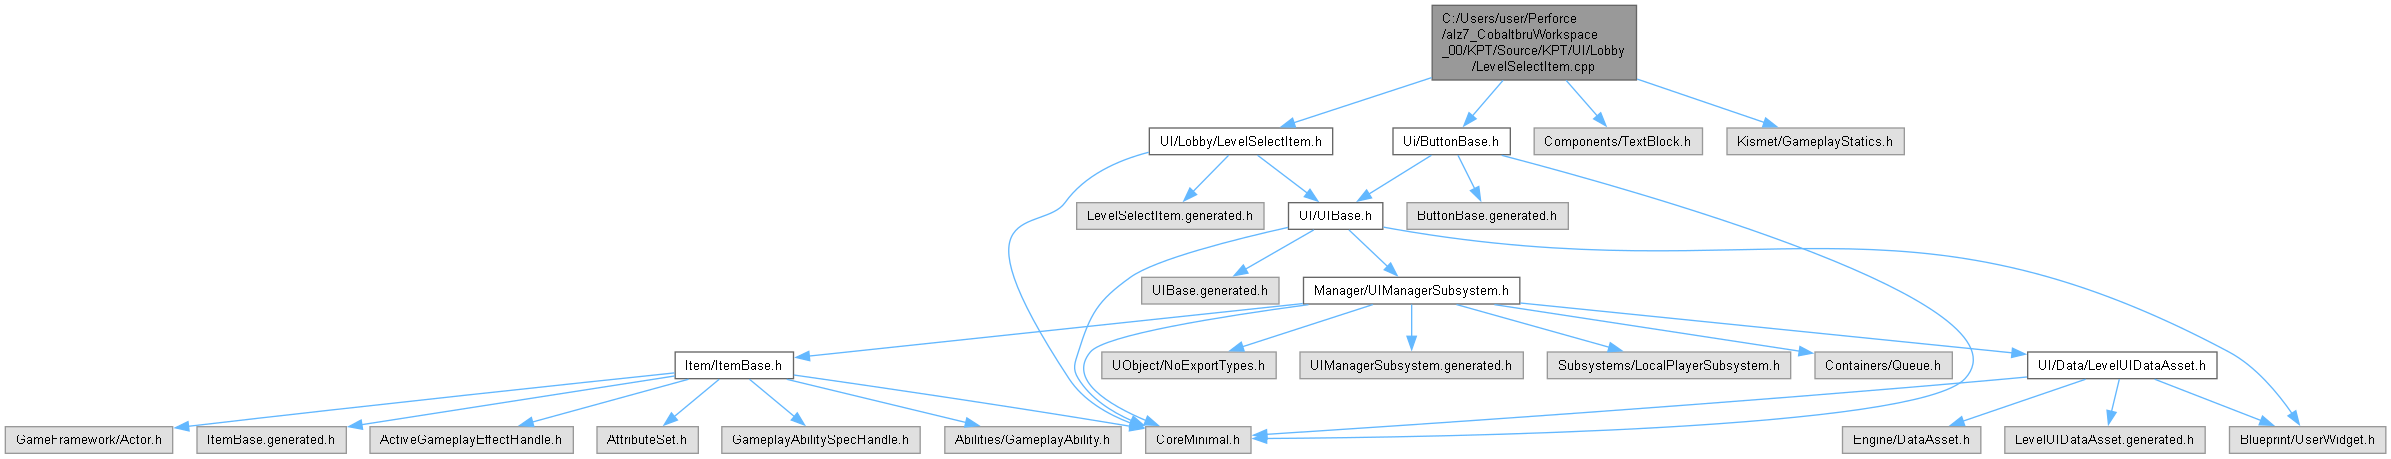 C:/Users/user/Perforce
/alz7_CobaltbruWorkspace
_00/KPT/Source/KPT/UI/Lobby
/LevelSelectItem.cpp
UI/Lobby/LevelSelectItem.h
Ui/ButtonBase.h
Components/TextBlock.h
Kismet/GameplayStatics.h
LevelSelectItem.generated.h
UI/UIBase.h
ButtonBase.generated.h
UIBase.generated.h
Manager/UIManagerSubsystem.h
Item/ItemBase.h
UObject/NoExportTypes.h
UIManagerSubsystem.generated.h
Subsystems/LocalPlayerSubsystem.h
Containers/Queue.h
UI/Data/LevelUIDataAsset.h
GameFramework/Actor.h
ItemBase.generated.h
ActiveGameplayEffectHandle.h
AttributeSet.h
GameplayAbilitySpecHandle.h
Abilities/GameplayAbility.h
CoreMinimal.h
Engine/DataAsset.h
LevelUIDataAsset.generated.h
Blueprint/UserWidget.h